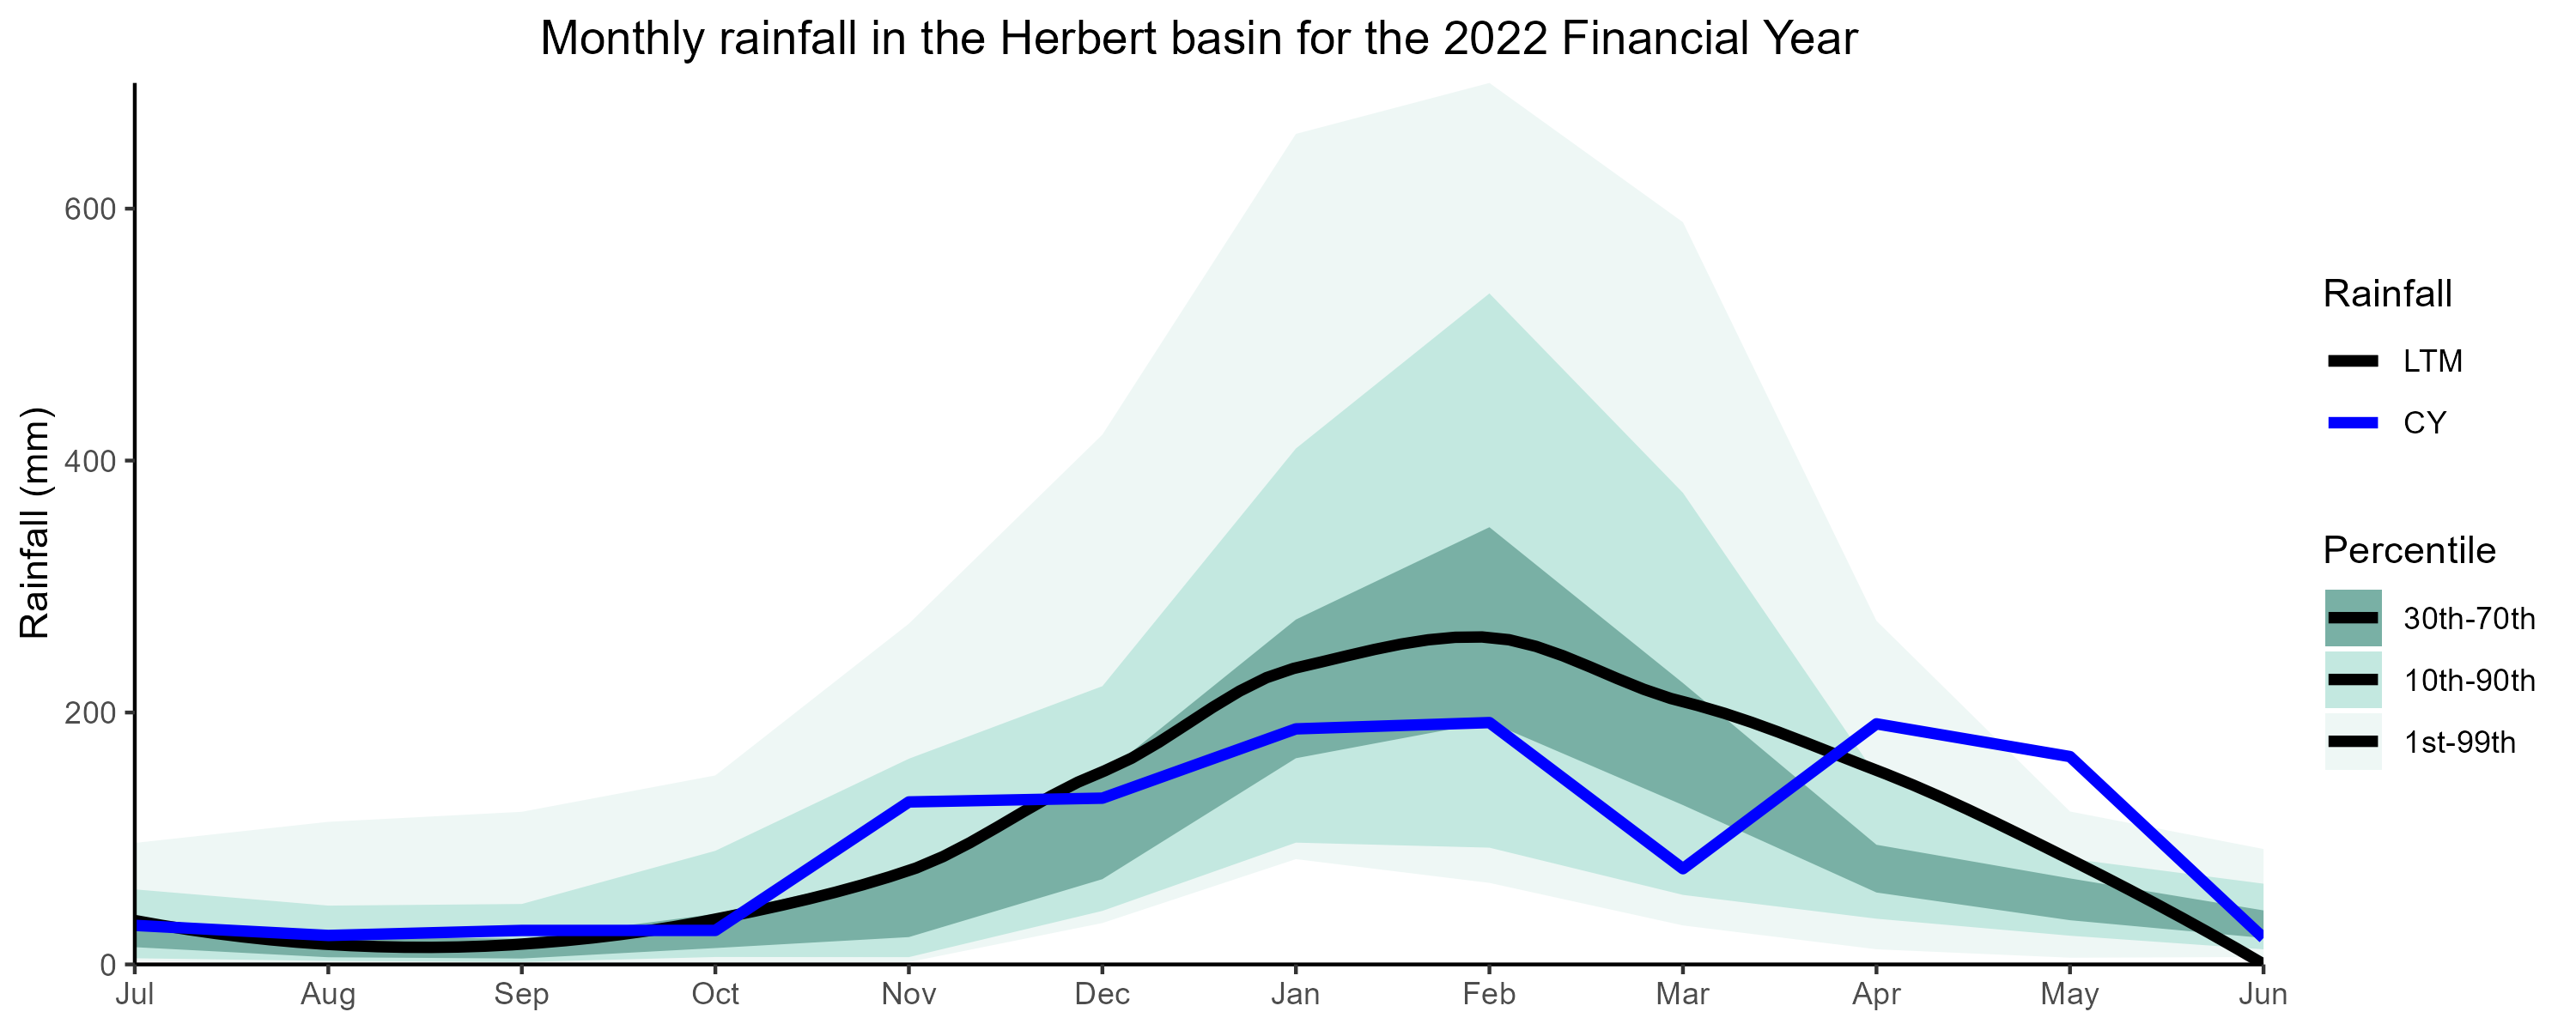 Monthly rainfall in the Herbert basin for the 2022 Financial Year
Rainfall (mm)
600
400
200
0
Jul Aug Sep Oct Nov Dec Jan Feb Mar Apr May Jun
Rainfall
LTM
CY
Percentile
30th-70th
10th-90th
1st-99th